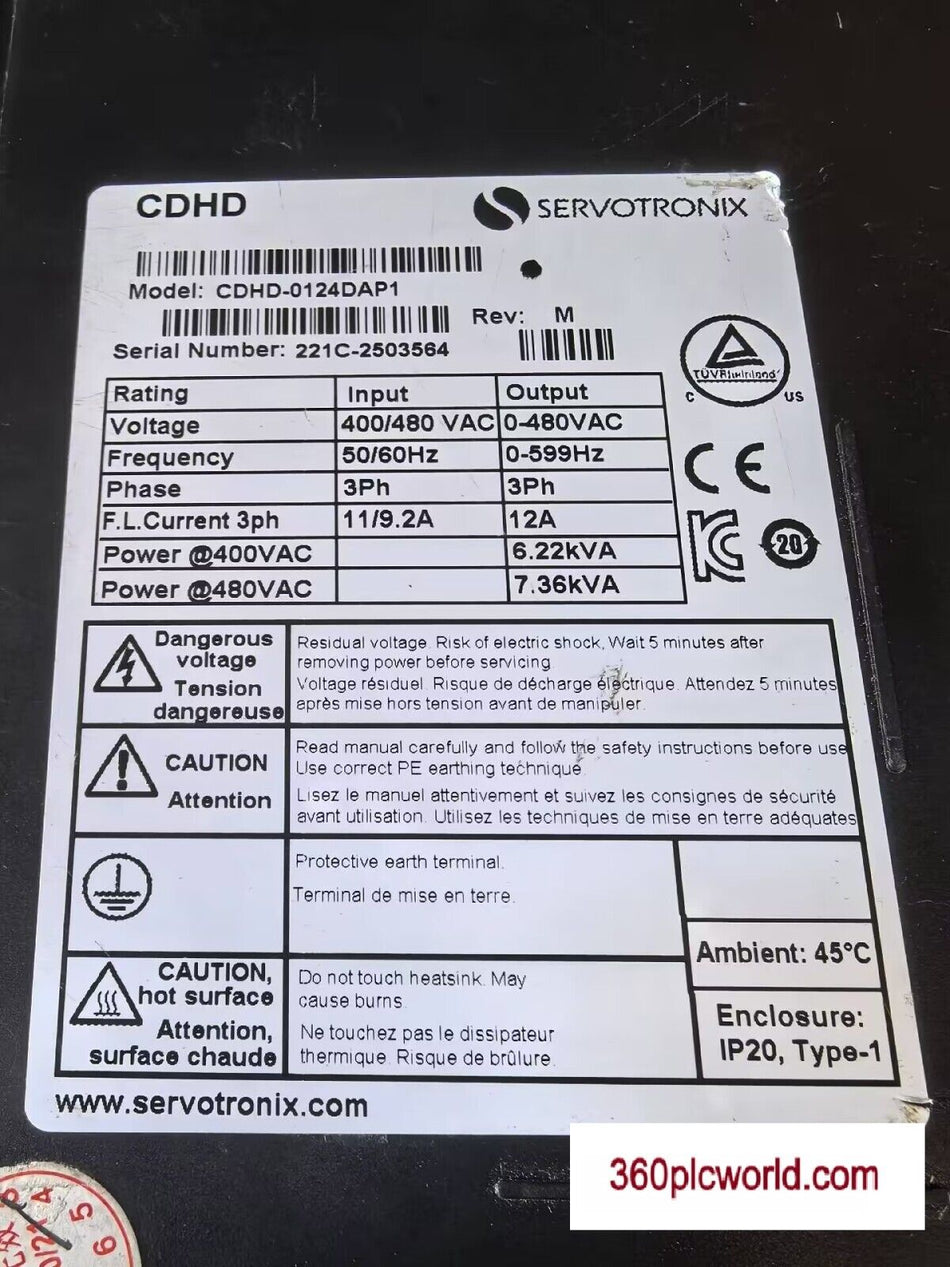 CDHD
SERVOTRONIX
Model: CDHD-0124DAP1
Rev: M
Serial Number: 221C-2503564
TÜVRheinland
C US
Rating Input Output
Voltage 400/480 VAC 0-480VAC
Frequency 50/60Hz 0-599Hz
Phase 3Ph 3Ph
F.L.Current 3ph 11/9.2A 12A
Power @400VAC 6.22kVA
Power @480VAC 7.36kVA
CE
KC
20
Dangerous
voltage
Tension
dangereuse
Residual voltage. Risk of electric shock, Wait 5 minutes after
removing power before servicing.
Voltage résiduel. Risque de décharge électrique. Attendez 5 minutes
après mise hors tension avant de manipuler.
CAUTION
Attention
Read manual carefully and follow the safety instructions before use
Use correct PE earthing technique.
Lisez le manuel attentivement et suivez les consignes de sécurité
avant utilisation. Utilisez les techniques de mise en terre adéquates
Protective earth terminal.
Terminal de mise en terre.
CAUTION,
hot surface
Attention,
surface chaude
Do not touch heatsink. May
cause burns.
Ne touchez pas le dissipateur
thermique. Risque de brûlure.
Ambient: 45°C
Enclosure:
IP20, Type-1
www.servotronix.com
360plcworld.com